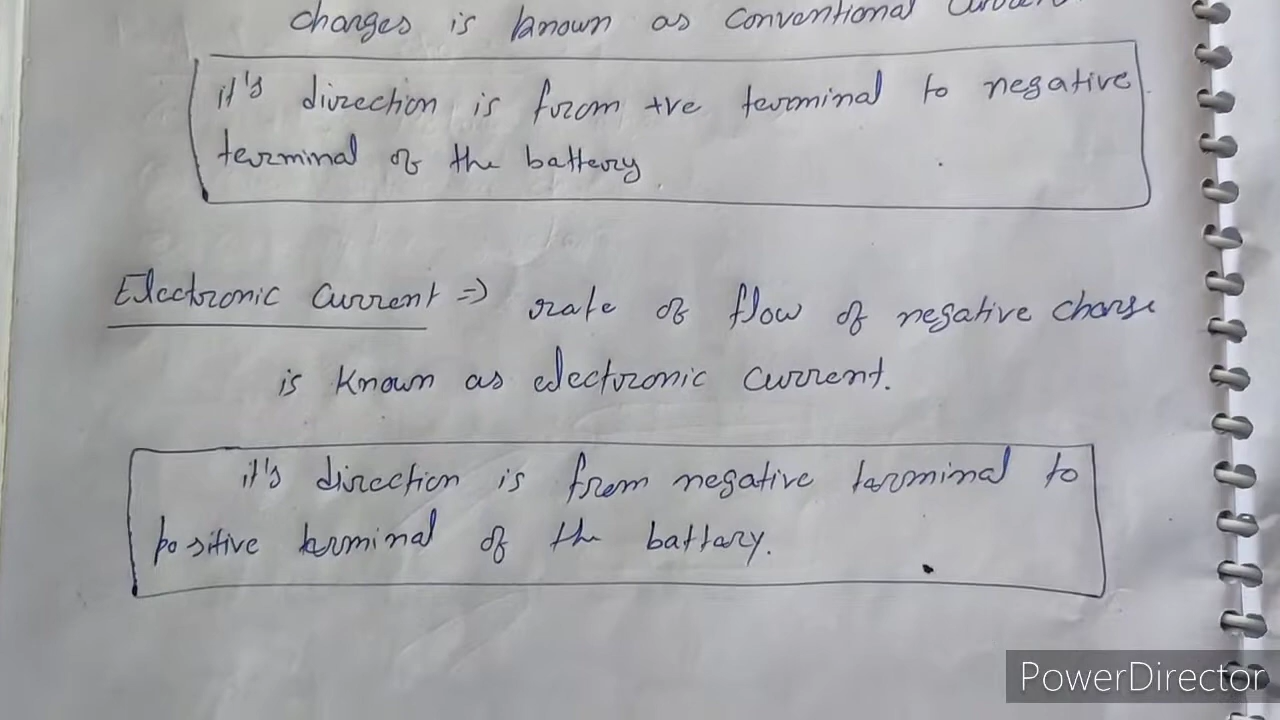 charges is known as conventional current
it's direction is from +ve terminal to negative
terminal of the battery
Electronic Current => rate of flow of negative charge
is known as electronic current.
it's direction is from negative terminal to
positive terminal of the battary.
PowerDirector